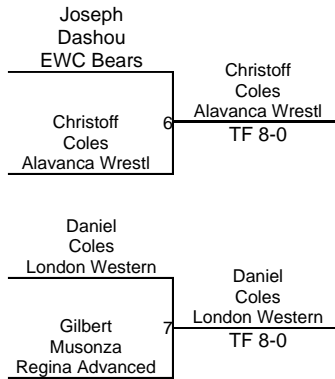 Joseph
Dashou
EWC Bears
Christoff
Coles
Alavanca Wrestl
6
Christoff
Coles
Alavanca Wrestl
TF 8-0
Daniel
Coles
London Western
Gilbert
Musonza
Regina Advanced
7
Daniel
Coles
London Western
TF 8-0